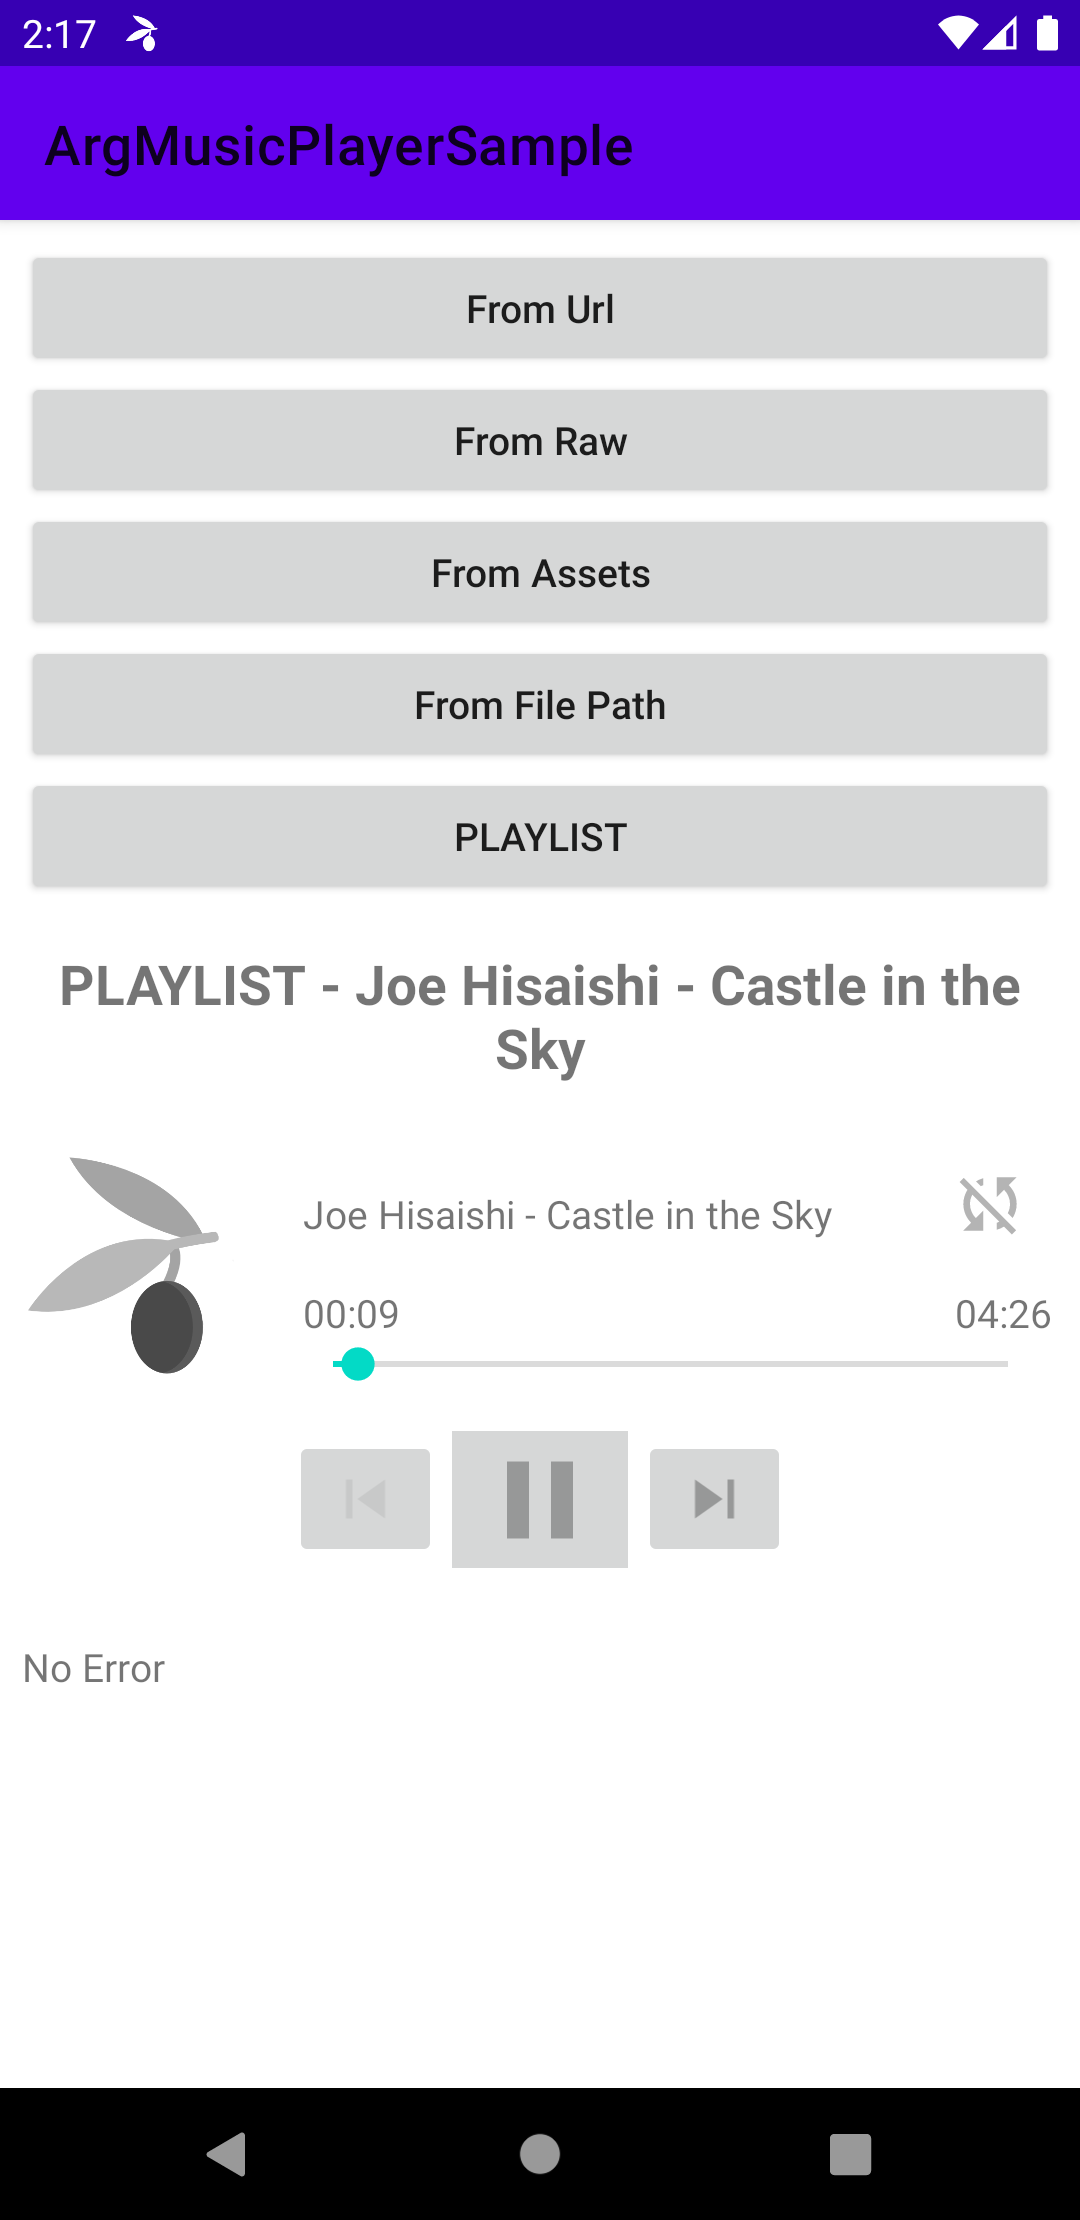 2:17
ArgMusicPlayerSample
From Url
From Raw
From Assets
From File Path
PLAYLIST
PLAYLIST - Joe Hisaishi - Castle in the
Sky
Joe Hisaishi - Castle in the Sky
00:09 04:26
No Error